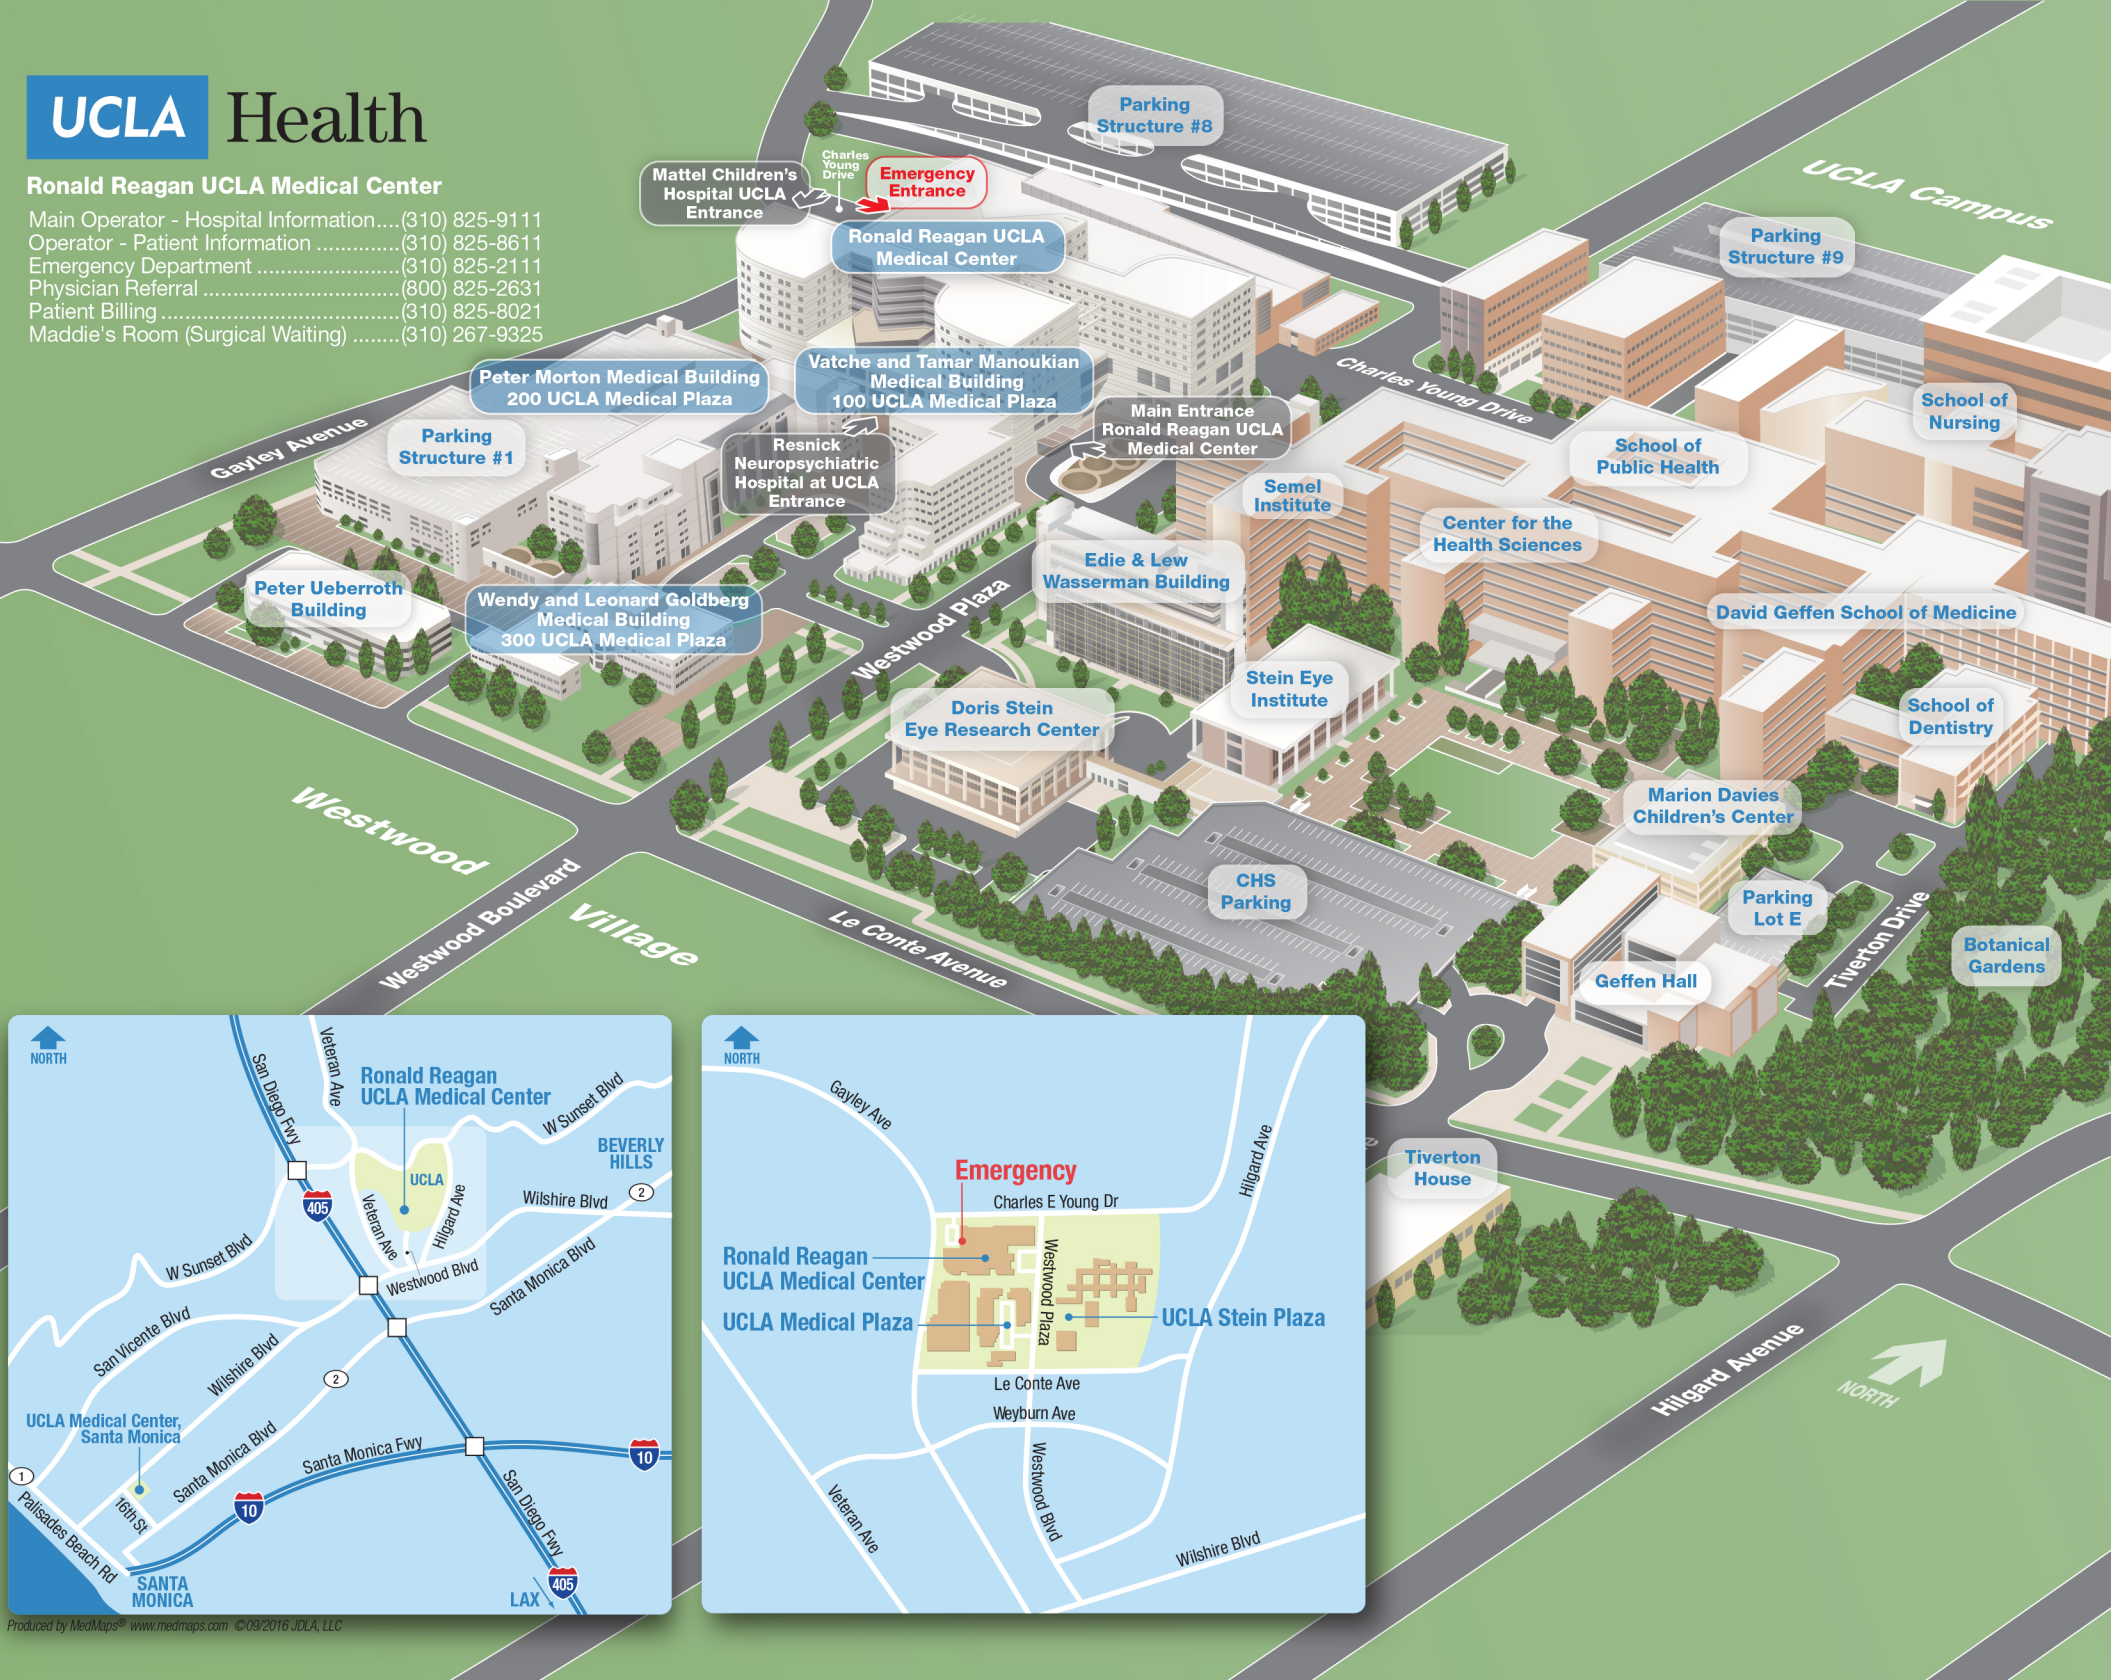 UCLA Health
Ronald Reagan UCLA Medical Center
Main Operator - Hospital Information....(310) 825-9111
Operator - Patient Information ..............(310) 825-8611
Emergency Department ........................(310) 825-2111
Physician Referral .................................(800) 825-2631
Patient Billing .........................................(310) 825-8021
Maddie's Room (Surgical Waiting) ........(310) 267-9325
Parking
Structure #8
Charles
Young
Drive
Emergency
Entrance
Mattel Children's
Hospital UCLA
Entrance
Ronald Reagan UCLA
Medical Center
UCLA Campus
Parking
Structure #9
Peter Morton Medical Building
200 UCLA Medical Plaza
Vatche and Tamar Manoukian
Medical Building
100 UCLA Medical Plaza
Charles Young Drive
School of
Nursing
Gayley Avenue
Parking
Structure #1
Resnick
Neuropsychiatric
Hospital at UCLA
Entrance
Main Entrance
Ronald Reagan UCLA
Medical Center
School of
Public Health
Semel
Institute
Center for the
Health Sciences
Edie & Lew
Wasserman Building
Peter Ueberroth
Building
Wendy and Leonard Goldberg
Medical Building
300 UCLA Medical Plaza
Westwood Plaza
David Geffen School of Medicine
Stein Eye
Institute
Doris Stein
Eye Research Center
School of
Dentistry
Marion Davies
Children's Center
Westwood
Village
Westwood Boulevard
Le Conte Avenue
CHS
Parking
Parking
Lot E
Tiverton Drive
Botanical
Gardens
Geffen Hall
Tiverton
House
Hilgard Avenue
NORTH
NORTH
San Diego Fwy
Veteran Ave
Ronald Reagan
UCLA Medical Center
W Sunset Blvd
BEVERLY
HILLS
UCLA
405
Veteran Ave
Hilgard Ave
Wilshire Blvd
2
W Sunset Blvd
Westwood Blvd
Santa Monica Blvd
San Vicente Blvd
Wilshire Blvd
2
UCLA Medical Center,
Santa Monica
Santa Monica Blvd
Santa Monica Fwy
10
1
16th St
10
San Diego Fwy
Palisades Beach Rd
SANTA
MONICA
LAX
405
NORTH
Gayley Ave
Hilgard Ave
Emergency
Charles E Young Dr
Ronald Reagan
UCLA Medical Center
Westwood Plaza
UCLA Medical Plaza
UCLA Stein Plaza
Le Conte Ave
Weyburn Ave
Westwood Blvd
Veteran Ave
Wilshire Blvd
Produced by MedMaps® www.medmaps.com ©09/2016 JDLA, LLC